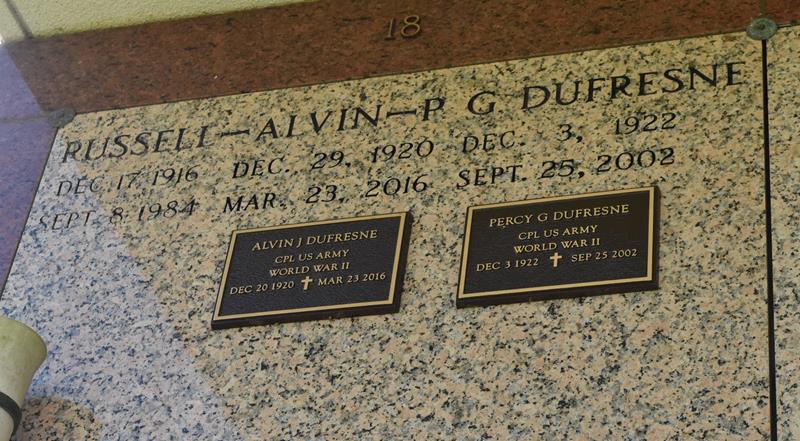 18
RUSSELL—ALVIN—P G DUFRESNE
DEC. 17, 1916 DEC. 29, 1920 DEC. 3, 1922
SEPT. 8, 1984 MAR. 23, 2016 SEPT. 25, 2002
ALVIN J DUFRESNE
CPL US ARMY
WORLD WAR II
DEC 20 1920 MAR 23 2016
PERCY G DUFRESNE
CPL US ARMY
WORLD WAR II
DEC 3 1922 SEP 25 2002